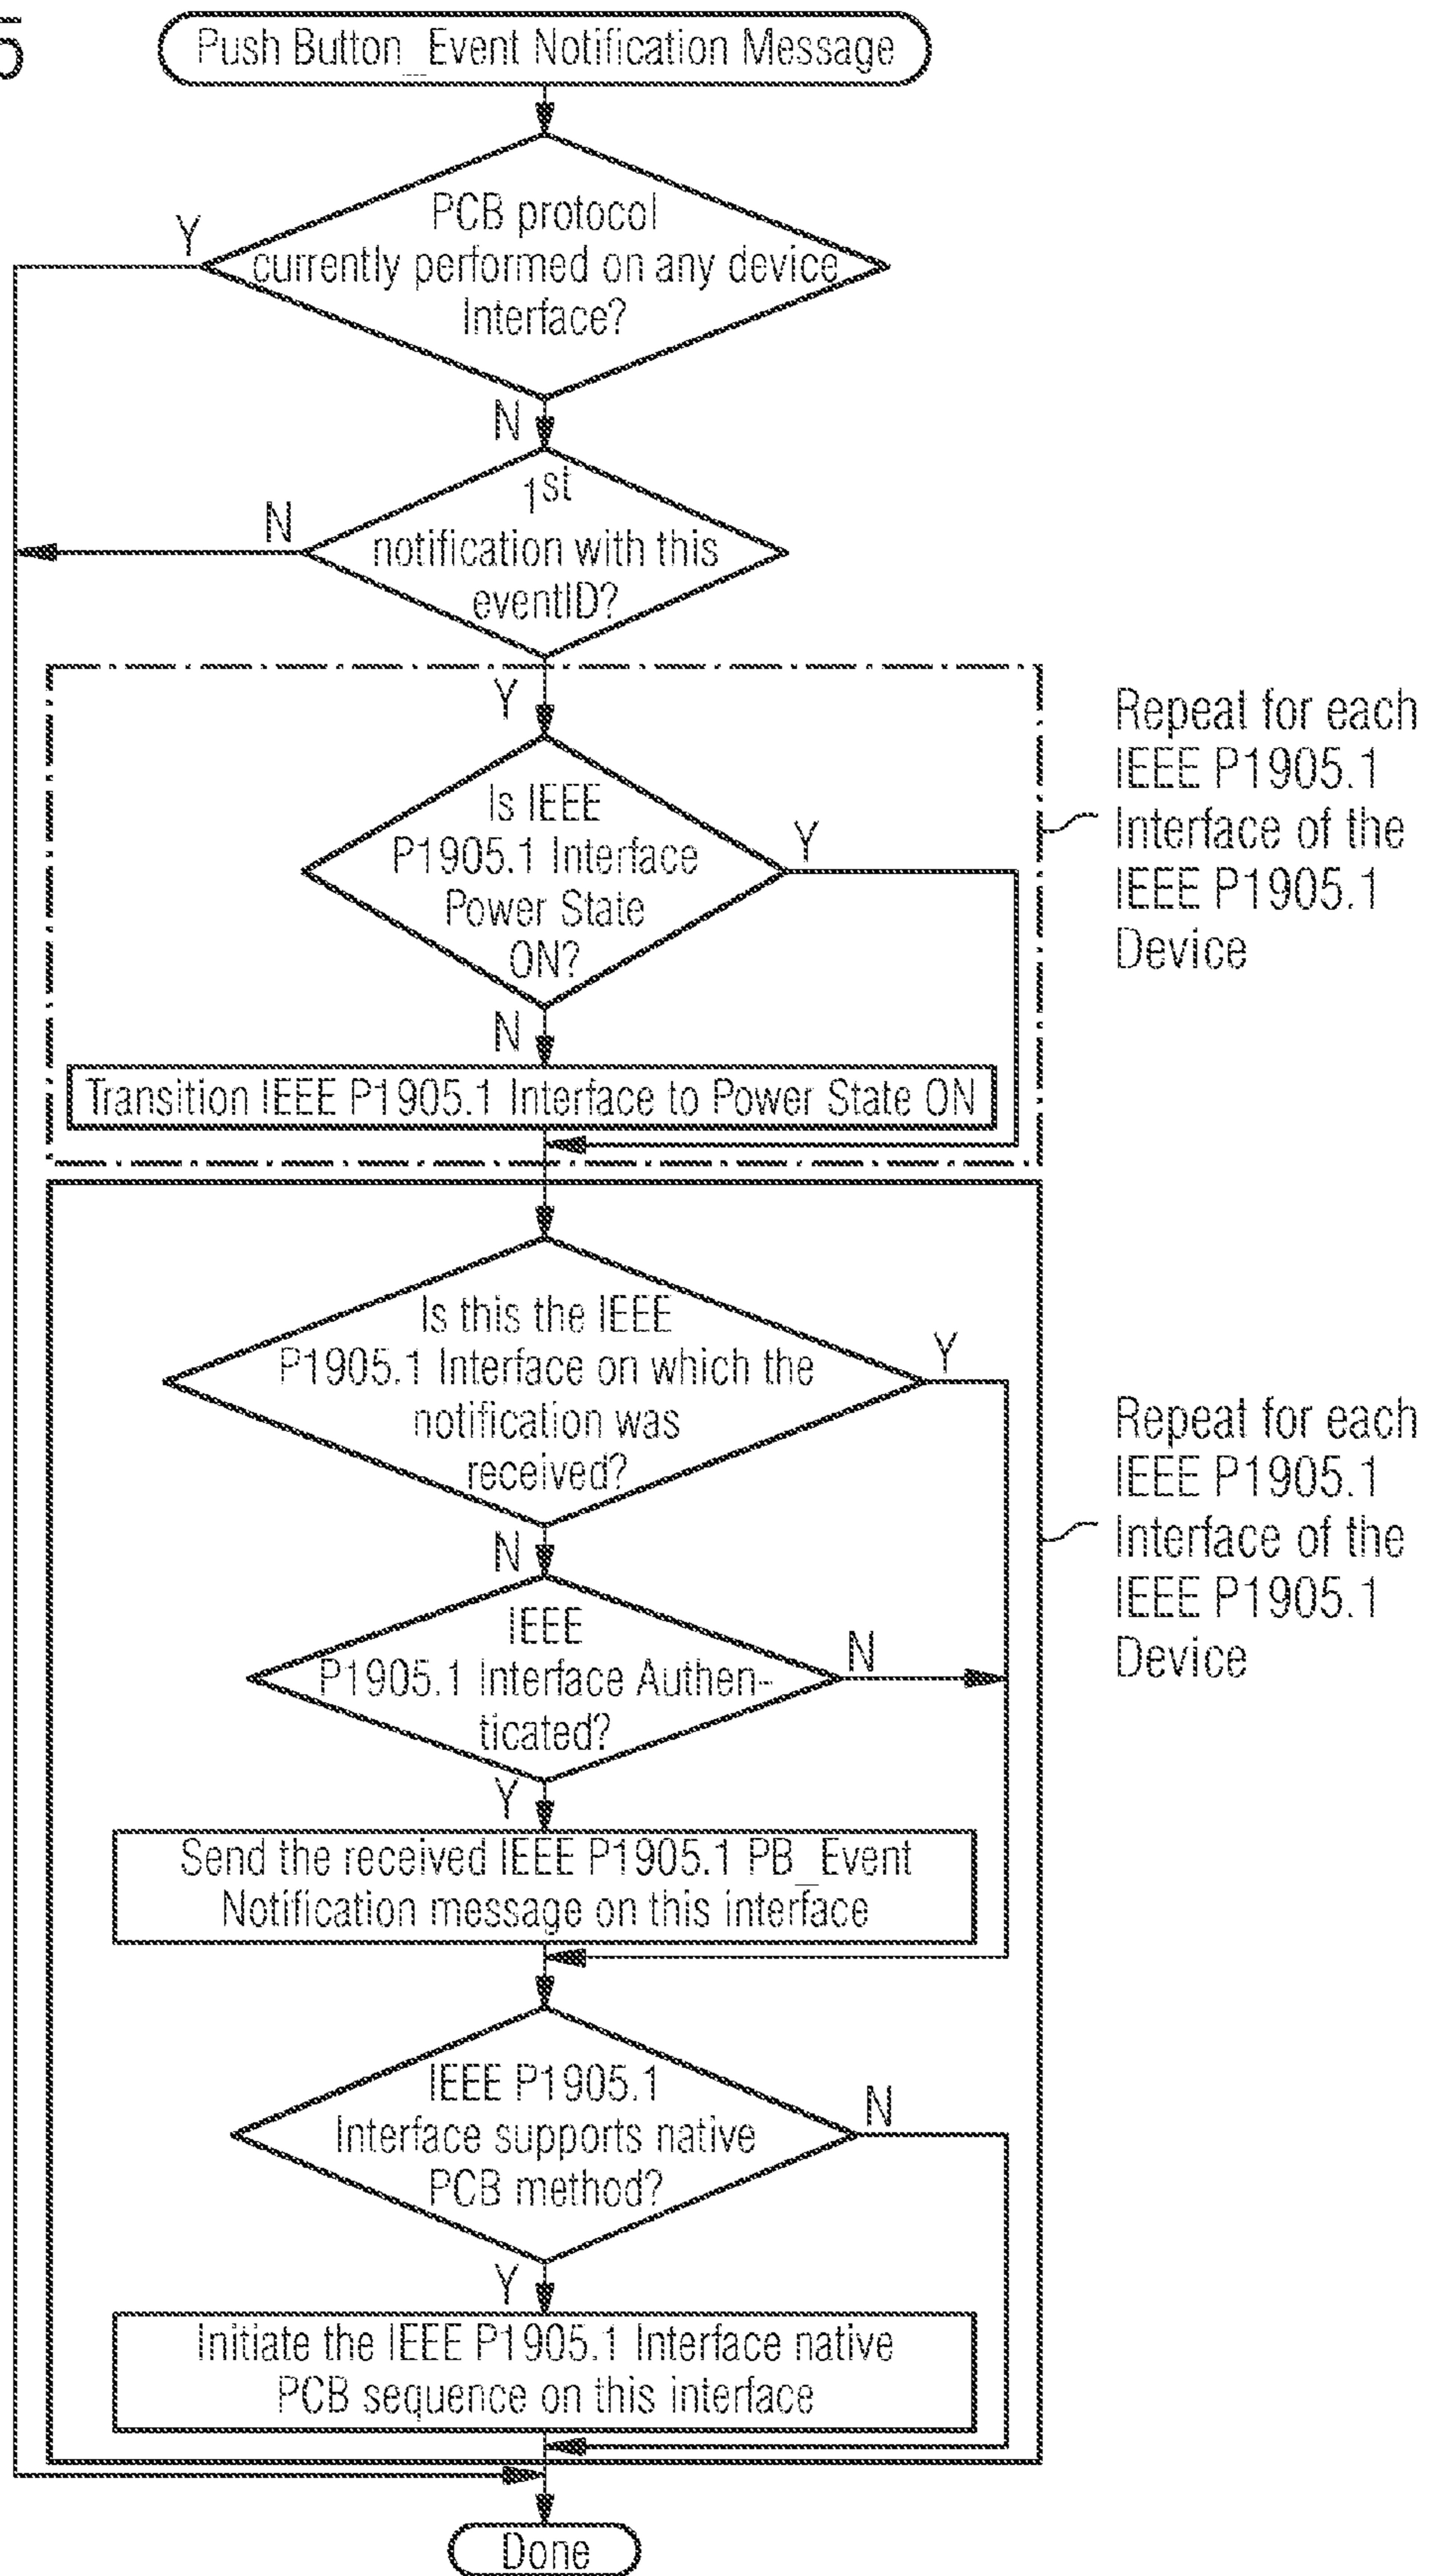 5
Push Button_Event Notification Message
PCB protocol
currently performed on any device
Interface?
Y
N
1st
notification with this
eventID?
N
Y
Is IEEE
P1905.1 Interface
Power State
ON?
Y
N
Transition IEEE P1905.1 Interface to Power State ON
Repeat for each
IEEE P1905.1
Interface of the
IEEE P1905.1
Device
Is this the IEEE
P1905.1 Interface on which the
notification was
received?
Y
N
IEEE
P1905.1 Interface Authen-
ticated?
N
Y
Send the received IEEE P1905.1 PB_Event
Notification message on this interface
Repeat for each
IEEE P1905.1
Interface of the
IEEE P1905.1
Device
IEEE P1905.1
Interface supports native
PCB method?
N
Y
Initiate the IEEE P1905.1 Interface native
PCB sequence on this interface
Done